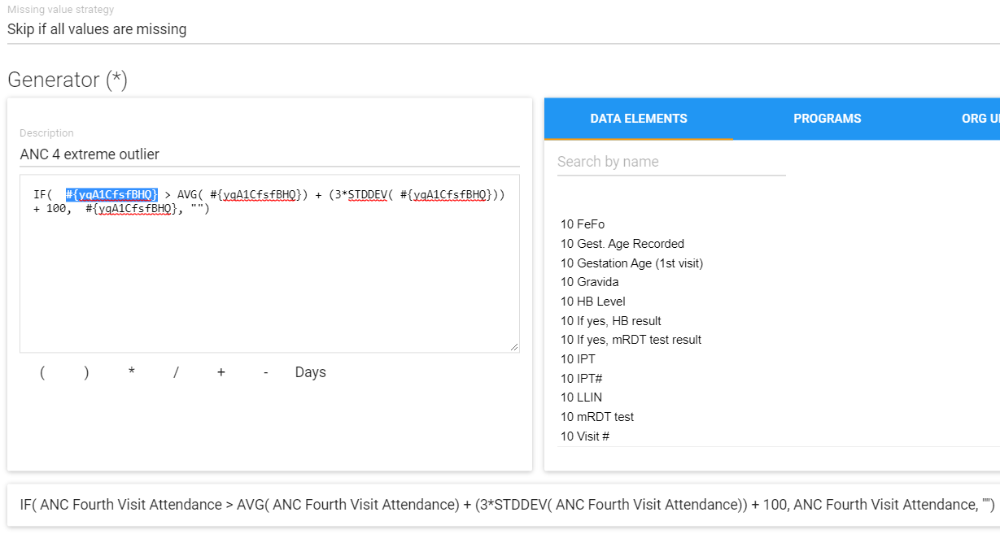 Missing value strategy
Skip if all values are missing
Generator (*)
Description
ANC 4 extreme outlier
IF(  #{yqA1CfsfBHQ} > AVG( #{yqA1CfsfBHQ}) + (3*STDDEV( #{yqA1CfsfBHQ}))
+ 100,  #{yqA1CfsfBHQ}, "")
( ) * / + - Days
DATA ELEMENTS PROGRAMS ORG U
Search by name
10 FeFo
10 Gest. Age Recorded
10 Gestation Age (1st visit)
10 Gravida
10 HB Level
10 If yes, HB result
10 If yes, mRDT test result
10 IPT
10 IPT#
10 LLIN
10 mRDT test
10 Visit #
IF( ANC Fourth Visit Attendance > AVG( ANC Fourth Visit Attendance) + (3*STDDEV( ANC Fourth Visit Attendance)) + 100, ANC Fourth Visit Attendance, "")